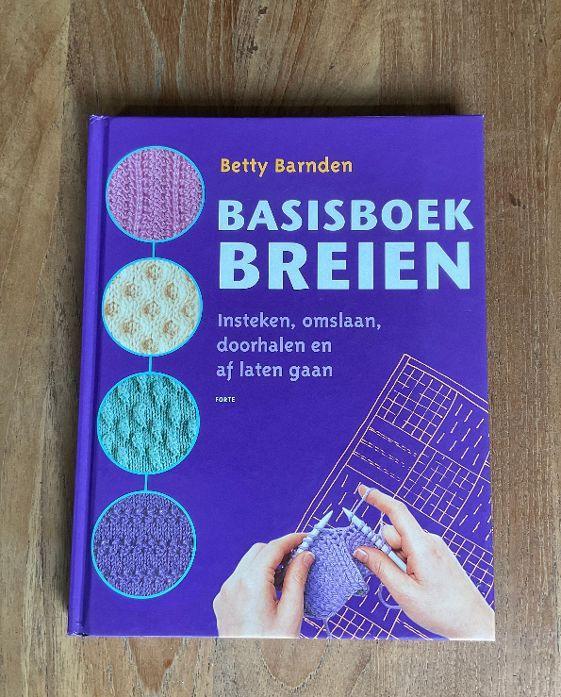 Betty Barnden
BASISBOEK
BREIEN
Insteken, omslaan,
doorhalen en
af laten gaan
FORTE